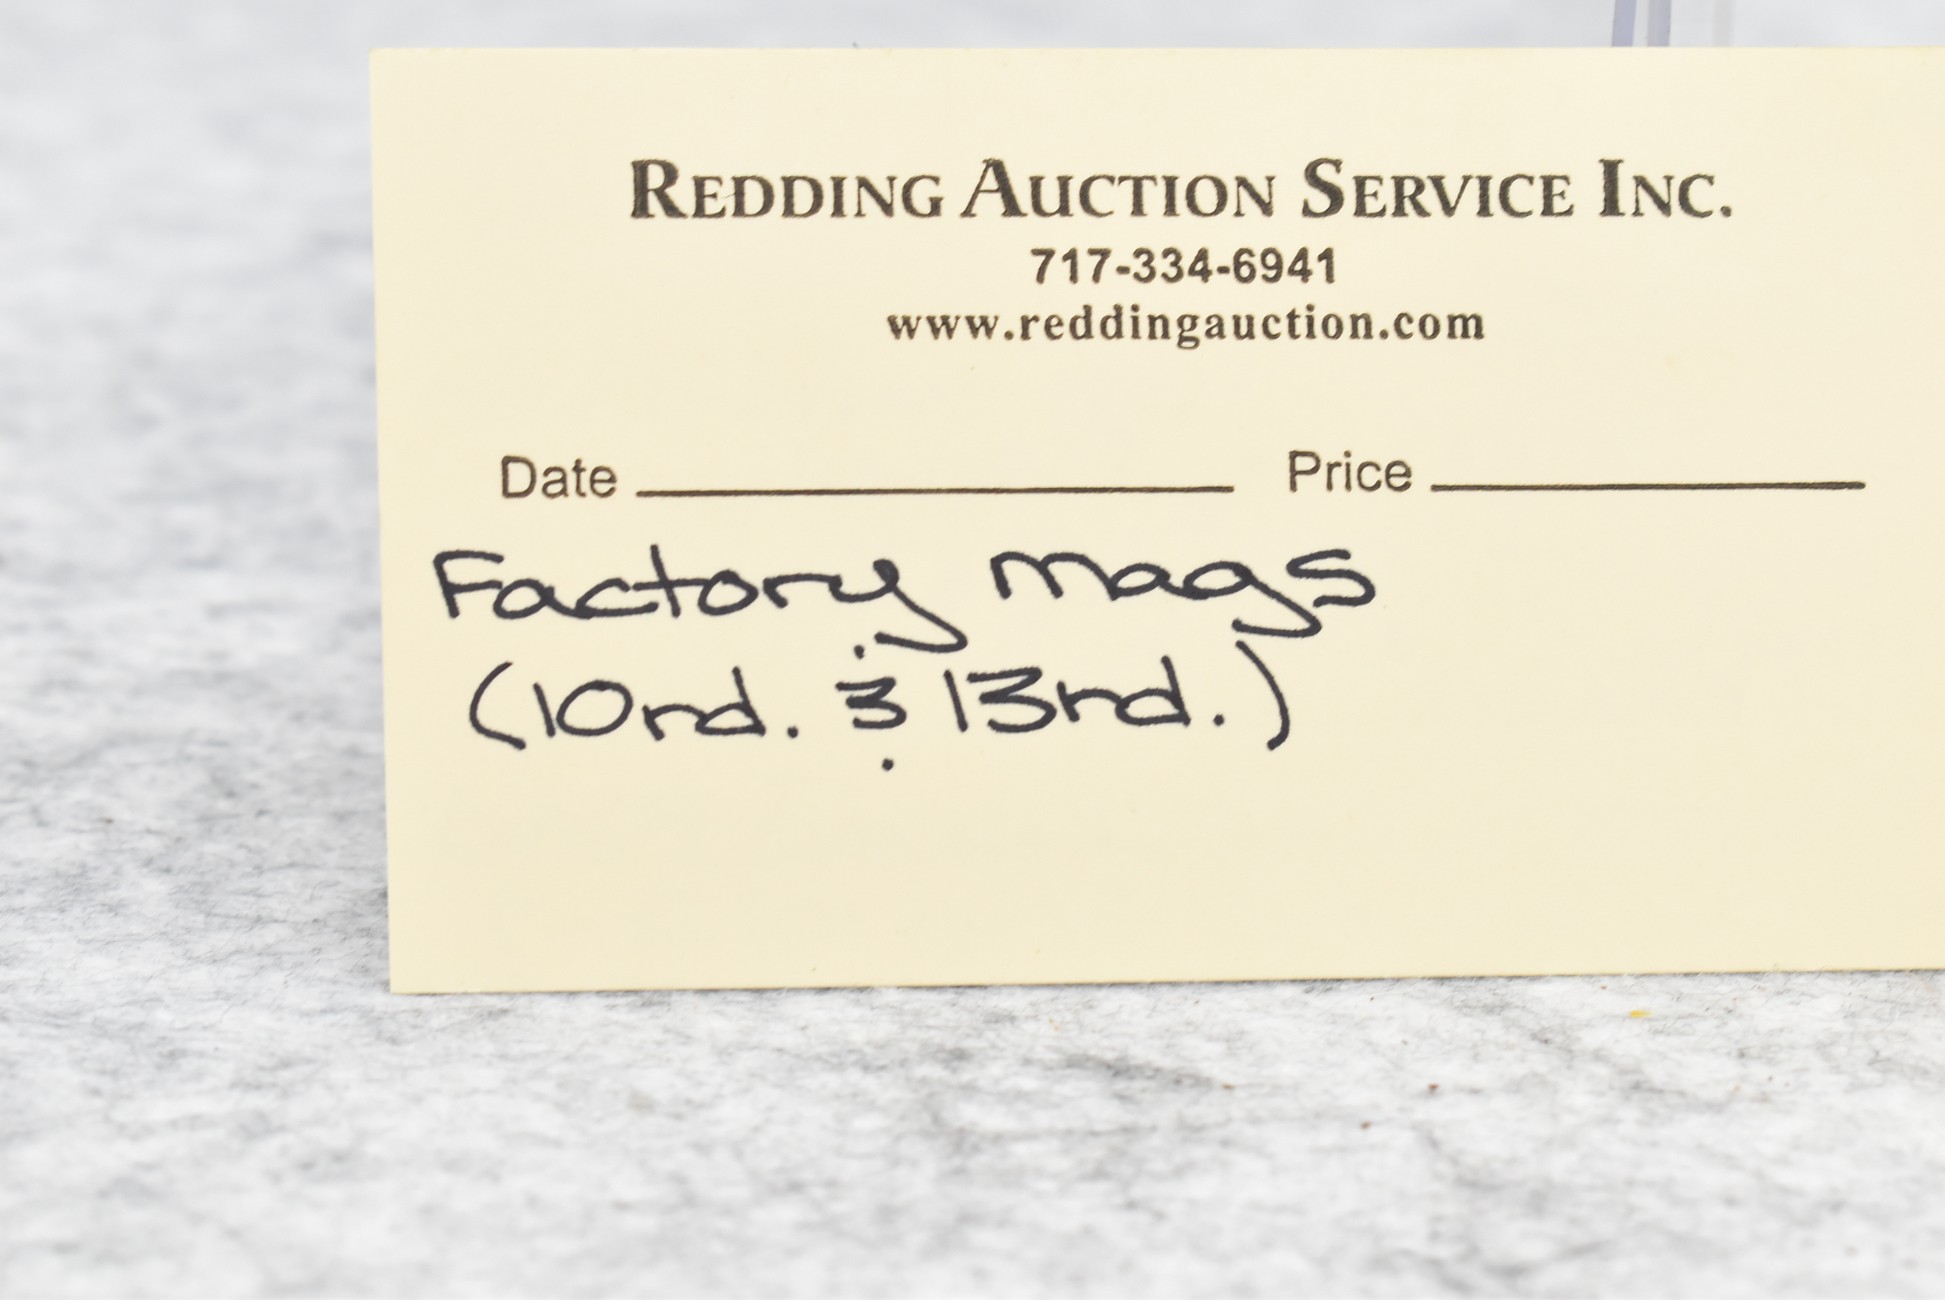 Redding Auction Service Inc.
717-334-6941
www.reddingauction.com
Date Price
Factory mags
(10rd. & 13rd.)